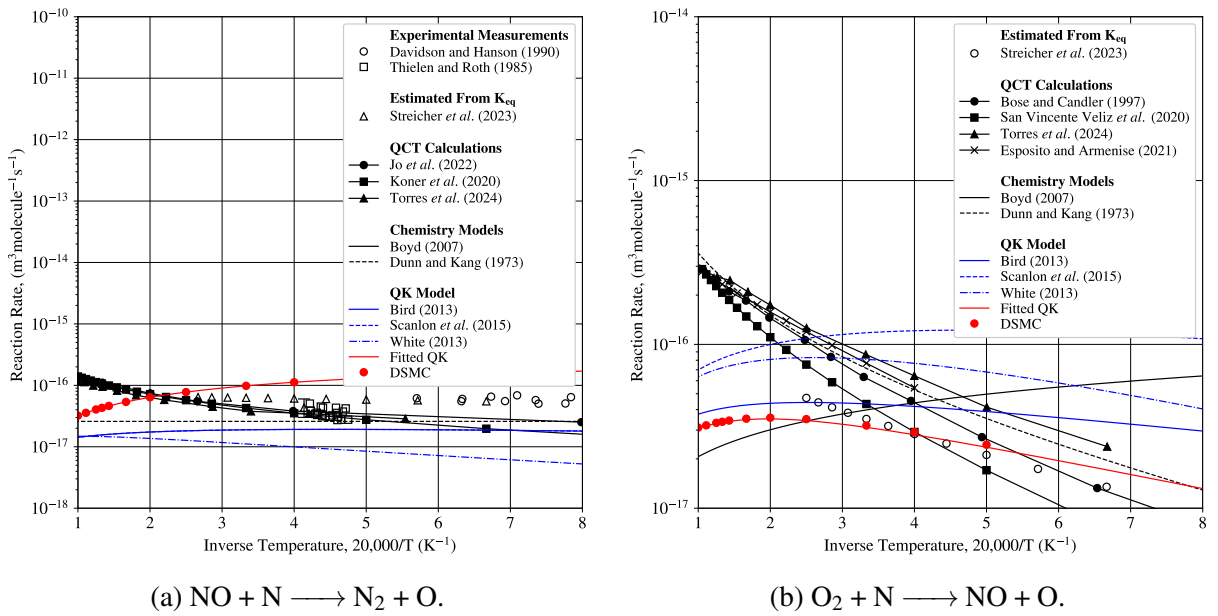 10⁻¹⁰
10⁻¹¹
10⁻¹²
10⁻¹³
10⁻¹⁴
10⁻¹⁵
10⁻¹⁶
10⁻¹⁷
10⁻¹⁸
Reaction Rate, (m³molecule⁻¹s⁻¹)
Experimental Measurements
Davidson and Hanson (1990)
Thielen and Roth (1985)
Estimated From K_eq
Streicher et al. (2023)
QCT Calculations
Jo et al. (2022)
Koner et al. (2020)
Torres et al. (2024)
Chemistry Models
Boyd (2007)
Dunn and Kang (1973)
QK Model
Bird (2013)
Scanlon et al. (2015)
White (2013)
Fitted QK
DSMC
1 2 3 4 5 6 7 8
Inverse Temperature, 20,000/T (K⁻¹)
(a) NO + N ⟶ N₂ + O.
10⁻¹⁴
10⁻¹⁵
10⁻¹⁶
10⁻¹⁷
Reaction Rate, (m³molecule⁻¹s⁻¹)
Estimated From K_eq
Streicher et al. (2023)
QCT Calculations
Bose and Candler (1997)
San Vincente Veliz et al. (2020)
Torres et al. (2024)
Esposito and Armenise (2021)
Chemistry Models
Boyd (2007)
Dunn and Kang (1973)
QK Model
Bird (2013)
Scanlon et al. (2015)
White (2013)
Fitted QK
DSMC
1 2 3 4 5 6 7 8
Inverse Temperature, 20,000/T (K⁻¹)
(b) O₂ + N ⟶ NO + O.